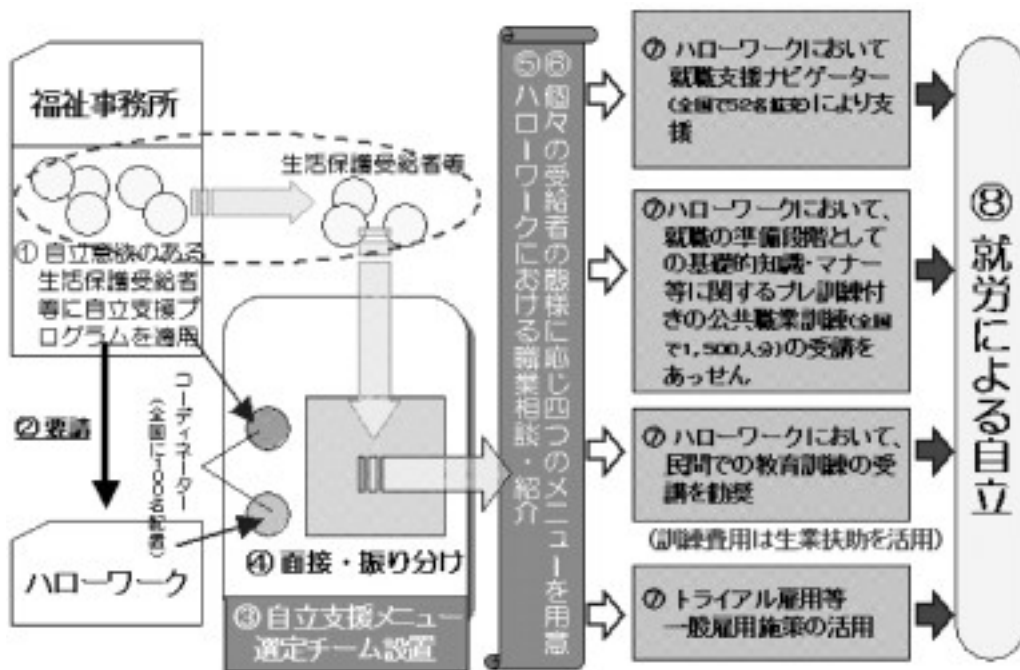 福祉事務所
生活保護受給者等
① 自立意欲のある
生活保護受給者
等に自立支援プ
ログラムを適用
② 要請
コーディネーター
(全国に100名配置)
ハローワーク
④ 面接・振り分け
③ 自立支援メニュー
選定チーム設置
⑥ 個々の受給者の態様に応じ四つのメニューを用意
⑤ ハローワークにおける職業相談・紹介
⑦ ハローワークにおいて
就職支援ナビゲーター
(全国で52名拡充)により支
援
⑦ハローワークにおいて、
就職の準備段階として
の基礎的知識・マナー
等に関するプレ訓練付
きの公共職業訓練(全国
で1,500人分)の受講を
あっせん
⑦ ハローワークにおいて、
民間での教育訓練の受
講を勧奨
(訓練費用は生業扶助を活用)
⑦ トライアル雇用等
一般雇用施策の活用
⑧ 就労による自立